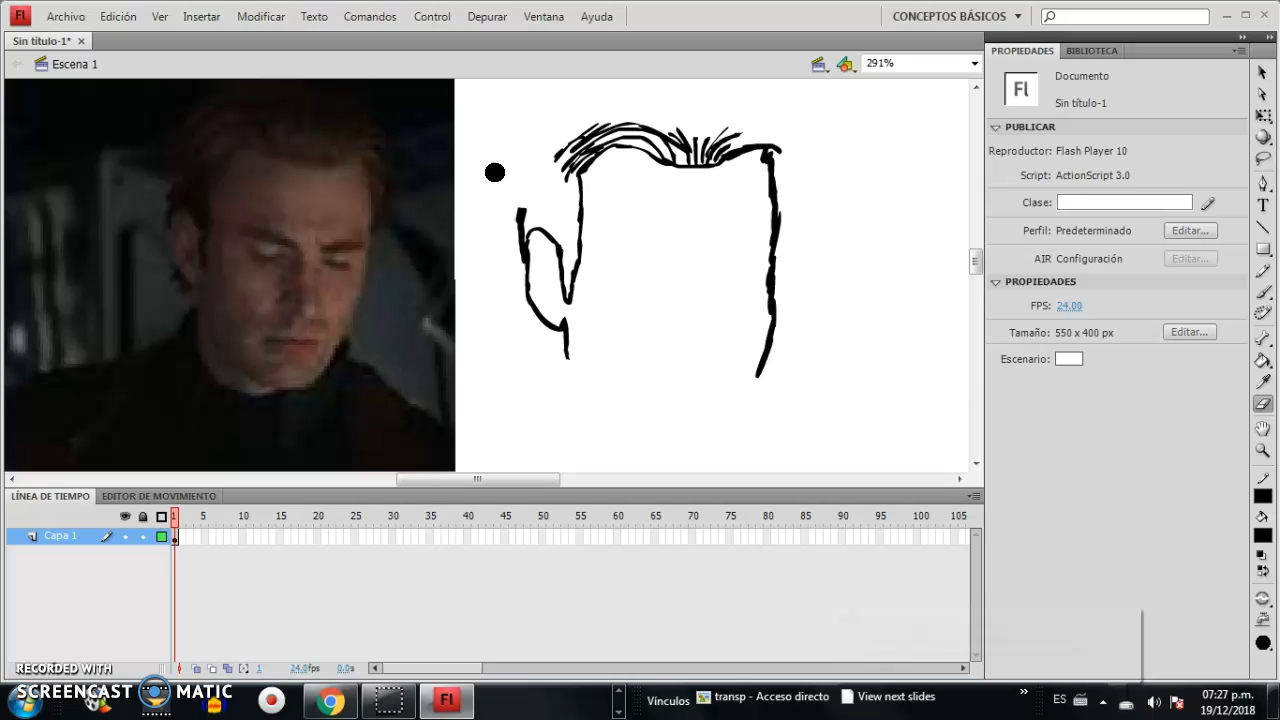 Fl Archivo Edición Ver Insertar Modificar Texto Comandos Control Depurar Ventana Ayuda CONCEPTOS BÁSICOS
Sin título-1*
Escena 1 291%
PROPIEDADES BIBLIOTECA
Fl Documento
Sin título-1
PUBLICAR
Reproductor: Flash Player 10
Script: ActionScript 3.0
Clase:
Perfil: Predeterminado Editar...
AIR Configuración Editar...
PROPIEDADES
FPS: 24.00
Tamaño: 550 x 400 px Editar...
Escenario:
LÍNEA DE TIEMPO EDITOR DE MOVIMIENTO
1 5 10 15 20 25 30 35 40 45 50 55 60 65 70 75 80 85 90 95 100 105
Capa 1
1 24.0fps 0.0s
RECORDED WITH
SCREENCAST MATIC
Fl Vínculos transp - Acceso directo View next slides » ES 07:27 p.m.
19/12/2018